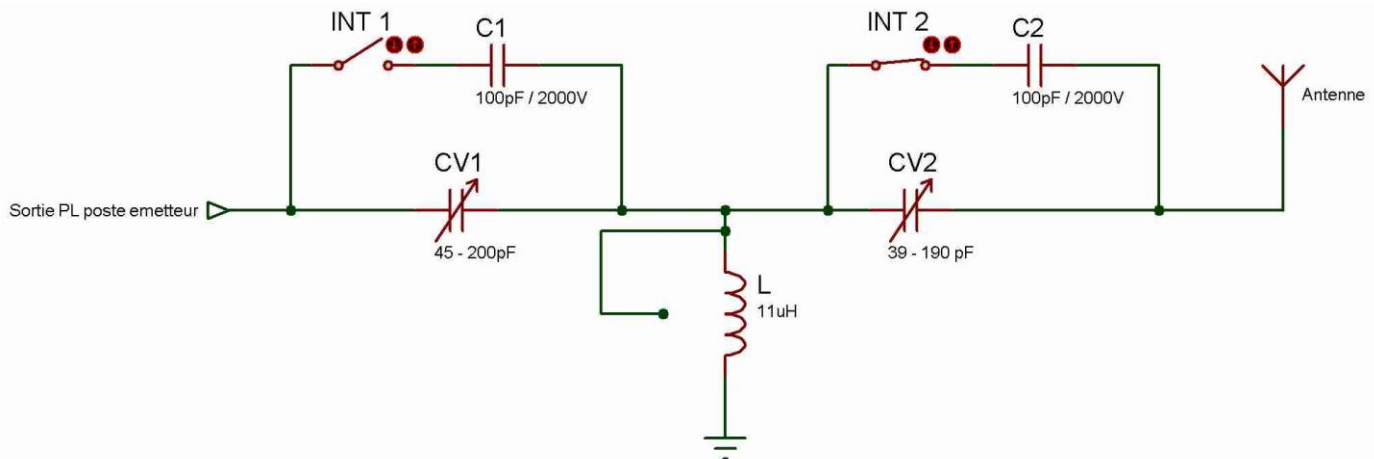 INT 1
C1
100pF / 2000V
INT 2
C2
100pF / 2000V
Antenne
CV1
45 - 200pF
CV2
39 - 190 pF
Sortie PL poste emetteur
L
11uH